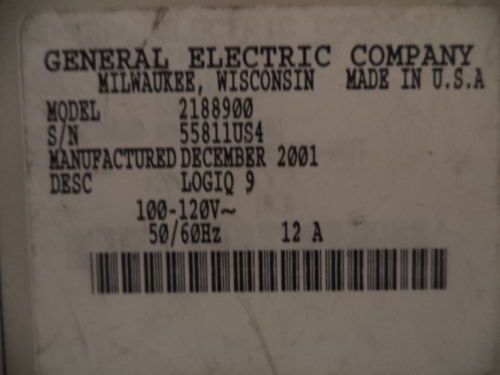 GENERAL ELECTRIC COMPANY
MILWAUKEE, WISCONSIN MADE IN U.S.A
MODEL 2188900
S/N 55811US4
MANUFACTURED DECEMBER 2001
DESC LOGIQ 9
100-120V~
50/60Hz 12 A